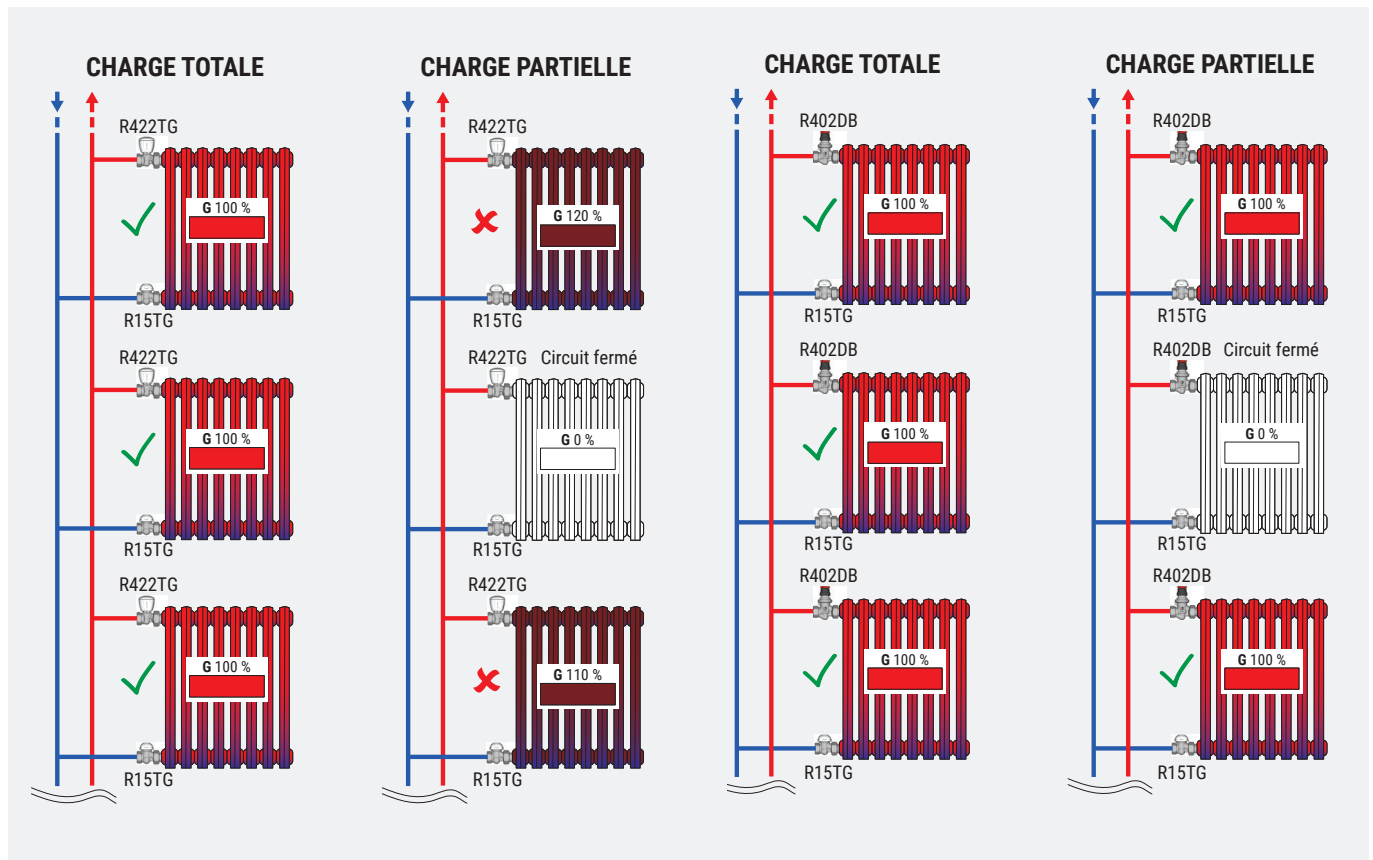 CHARGE TOTALE
R422TG
G 100 %
R15TG
R422TG
G 100 %
R15TG
R422TG
G 100 %
R15TG
CHARGE PARTIELLE
R422TG
G 120 %
R15TG
R422TG Circuit fermé
G 0 %
R15TG
R422TG
G 110 %
R15TG
CHARGE TOTALE
R402DB
G 100 %
R15TG
R402DB
G 100 %
R15TG
R402DB
G 100 %
R15TG
CHARGE PARTIELLE
R402DB
G 100 %
R15TG
R402DB Circuit fermé
G 0 %
R15TG
R402DB
G 100 %
R15TG